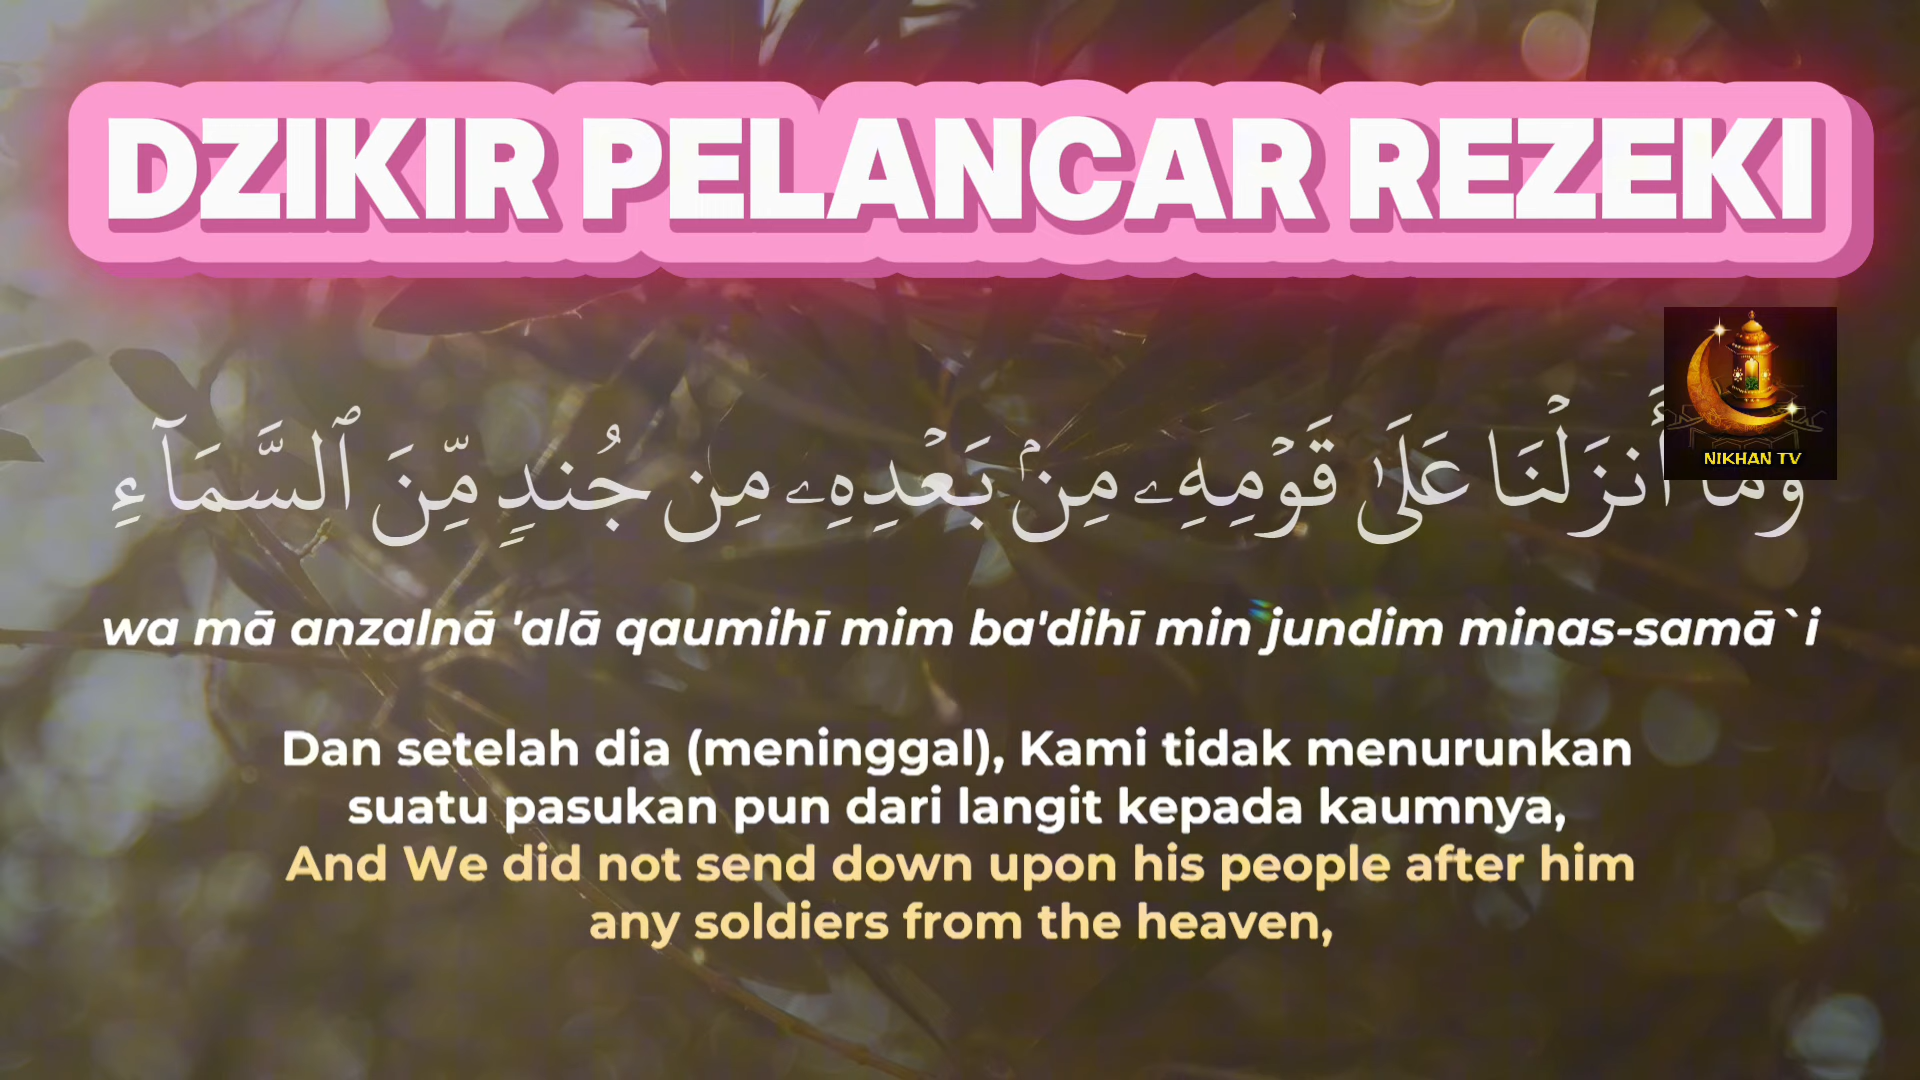 DZIKIR PELANCAR REZEKI
NIKHAN TV
وَمَآ أَنزَلْنَا عَلَىٰ قَوْمِهِۦ مِنۢ بَعْدِهِۦ مِن جُندٍ مِّنَ ٱلسَّمَآءِ
wa mā anzalnā 'alā qaumihī mim ba'dihī min jundim minas-samā`i
Dan setelah dia (meninggal), Kami tidak menurunkan
suatu pasukan pun dari langit kepada kaumnya,
And We did not send down upon his people after him
any soldiers from the heaven,